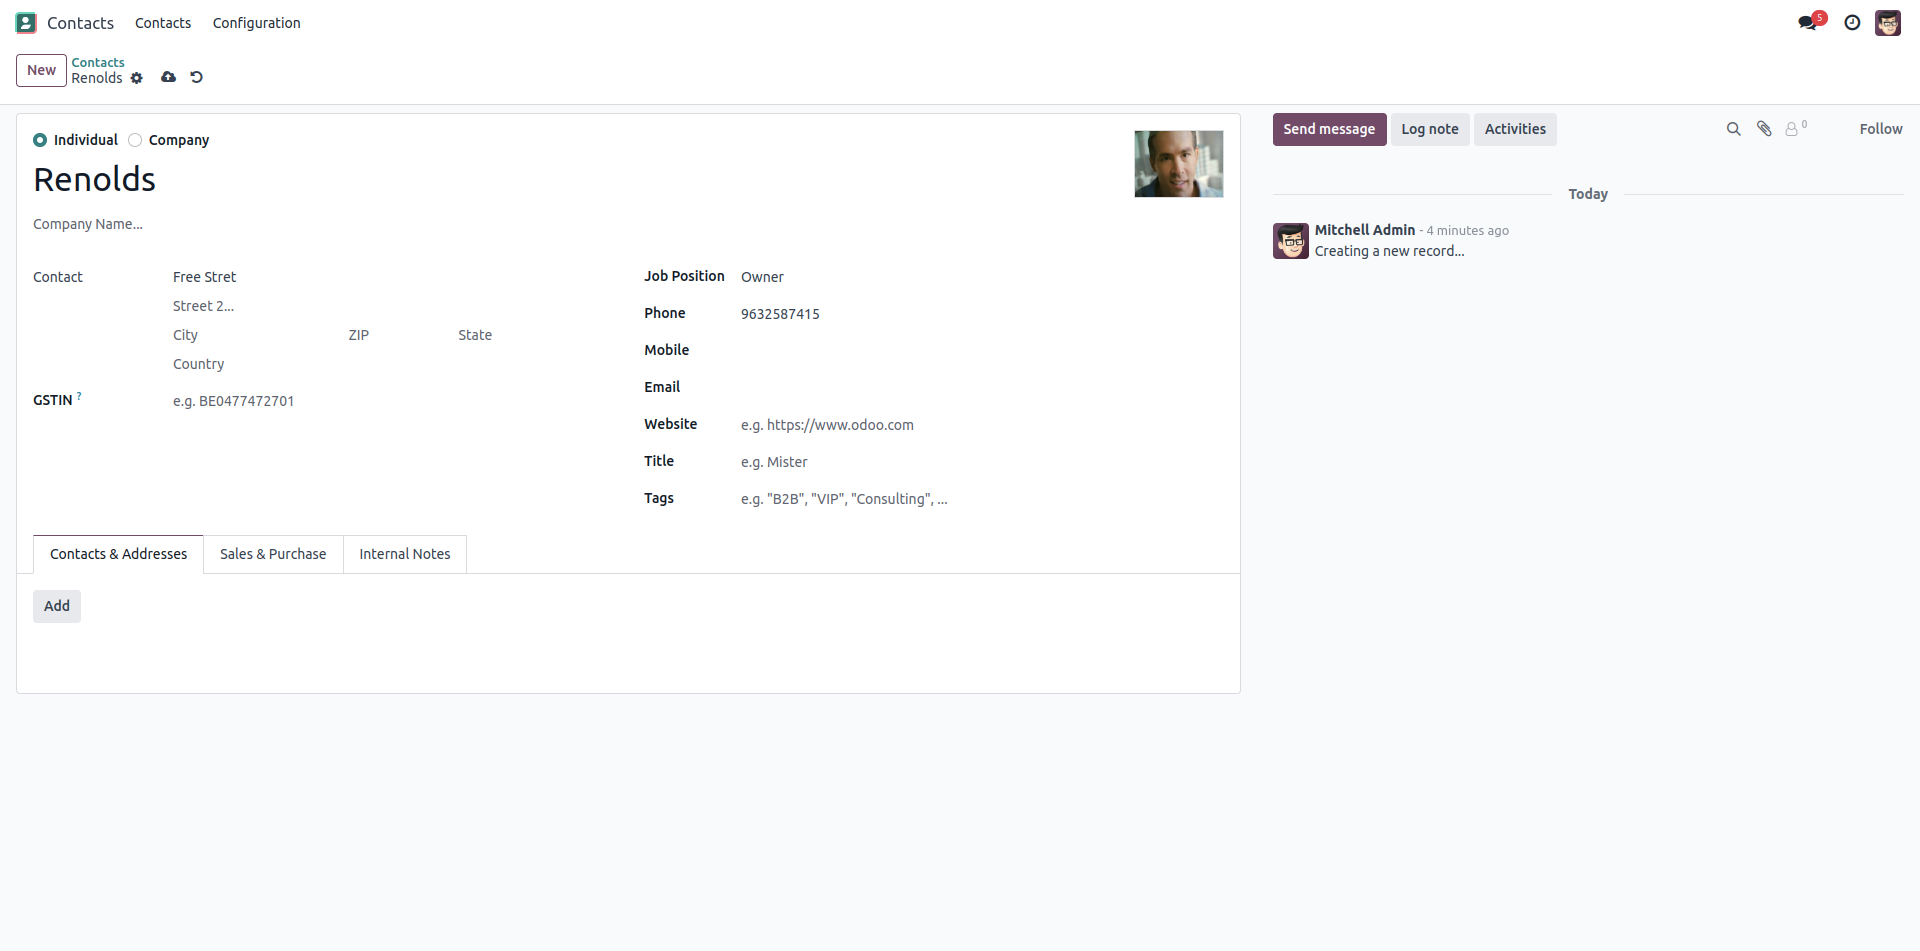 Contacts Contacts Configuration 5
New Contacts
Renolds
Individual Company
Renolds
Company Name...
Contact Free Stret
Street 2...
City ZIP State
Country
GSTIN ? e.g. BE0477472701
Job Position Owner
Phone 9632587415
Mobile
Email
Website e.g. https://www.odoo.com
Title e.g. Mister
Tags e.g. "B2B", "VIP", "Consulting", ...
Contacts & Addresses Sales & Purchase Internal Notes
Add
Send message Log note Activities 0 Follow
Today
Mitchell Admin - 4 minutes ago
Creating a new record...